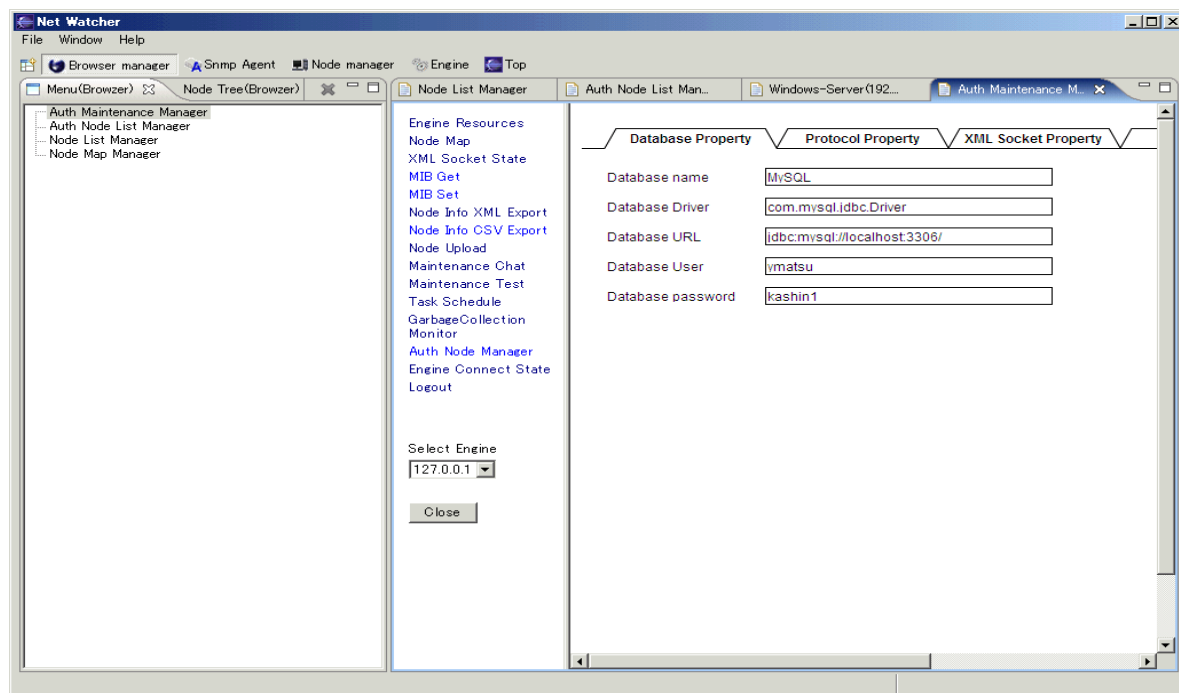 Net Watcher
File Window Help
Browser manager Snmp Agent Node manager Engine Top
Menu(Browzer) Node Tree(Browzer)
Node List Manager Auth Node List Man... Windows-Server(192.... Auth Maintenance M...
Auth Maintenance Manager
Auth Node List Manager
Node List Manager
Node Map Manager
Engine Resources
Node Map
XML Socket State
MIB Get
MIB Set
Node Info XML Export
Node Info CSV Export
Node Upload
Maintenance Chat
Maintenance Test
Task Schedule
GarbageCollection
Monitor
Auth Node Manager
Engine Connect State
Logout
Select Engine
127.0.0.1
Close
Database Property Protocol Property XML Socket Property
Database name MySQL
Database Driver com.mysql.jdbc.Driver
Database URL jdbc:mysql://localhost:3306/
Database User ymatsu
Database password kashin1